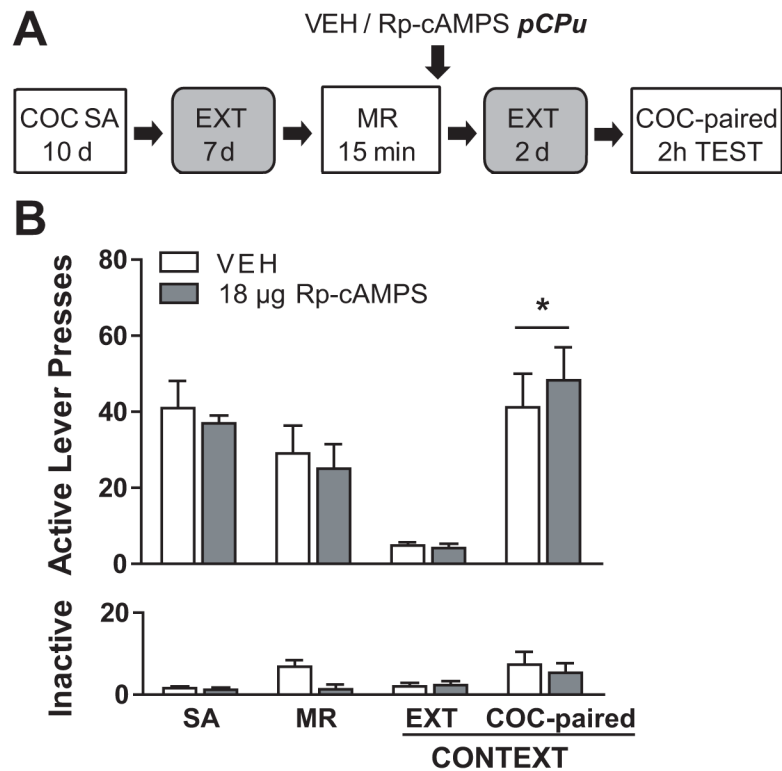 A
VEH / Rp-cAMPS pCPu
COC SA
10 d
EXT
7 d
MR
15 min
EXT
2 d
COC-paired
2h TEST
B
Active Lever Presses
80
60
40
20
0
VEH
18 µg Rp-cAMPS
*
Inactive
20
0
SA MR EXT COC-paired
CONTEXT